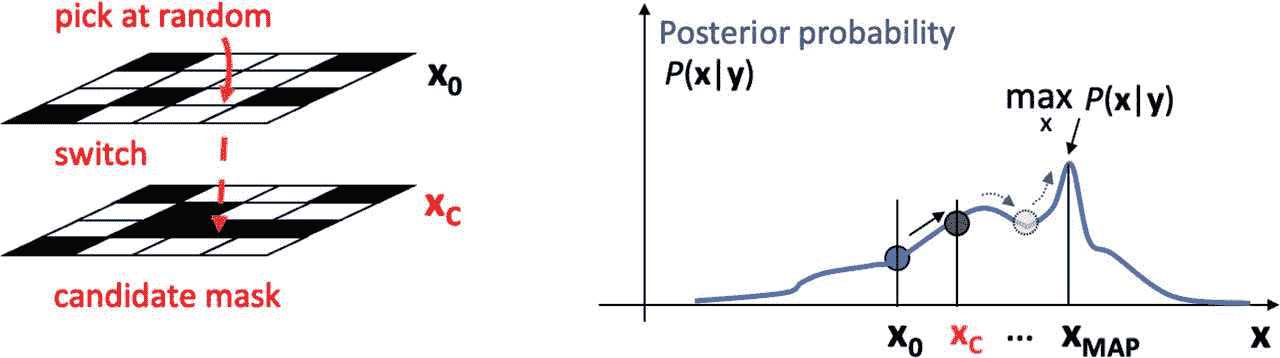 pick at random
x0
switch
xC
candidate mask
Posterior probability
P(x|y)
max P(x|y)
x
x0 xC ... xMAP x